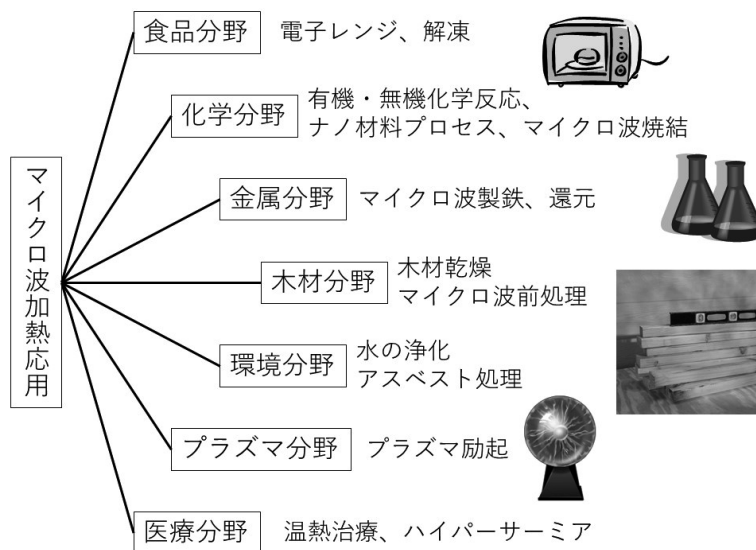 マイクロ波加熱応用
食品分野 電子レンジ、解凍
化学分野 有機・無機化学反応、
ナノ材料プロセス、マイクロ波焼結
金属分野 マイクロ波製鉄、還元
木材分野 木材乾燥
マイクロ波前処理
環境分野 水の浄化
アスベスト処理
プラズマ分野 プラズマ励起
医療分野 温熱治療、ハイパーサーミア